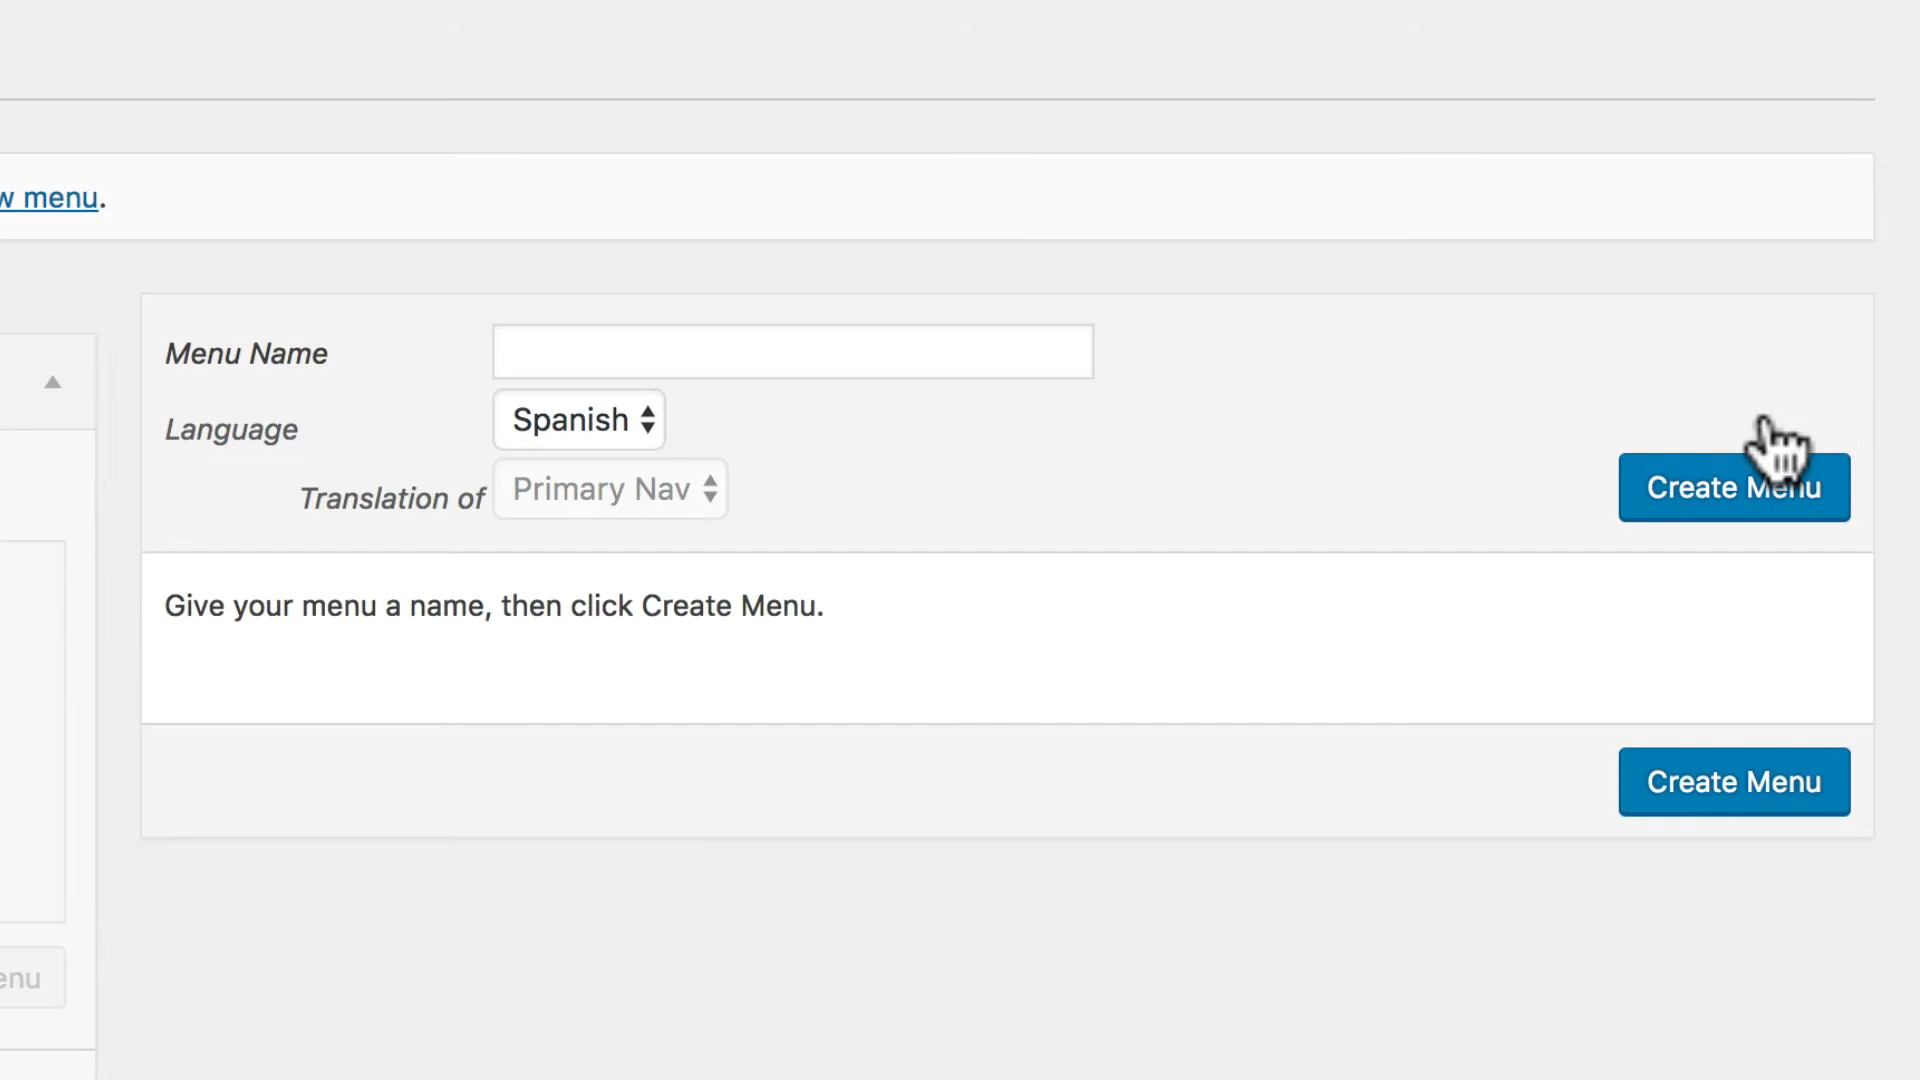 w menu.
Menu Name
Language Spanish
Translation of Primary Nav
Create Menu
Give your menu a name, then click Create Menu.
Create Menu
enu